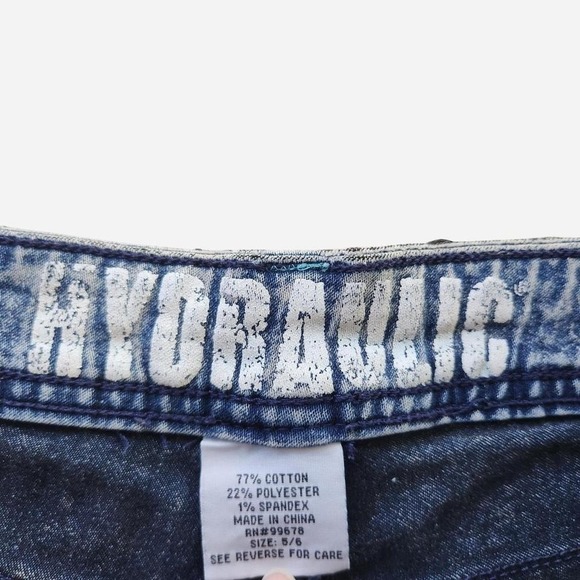 HYDRAULIC®
77% COTTON
22% POLYESTER
1% SPANDEX
MADE IN CHINA
RN#99678
SIZE: 5/6
SEE REVERSE FOR CARE